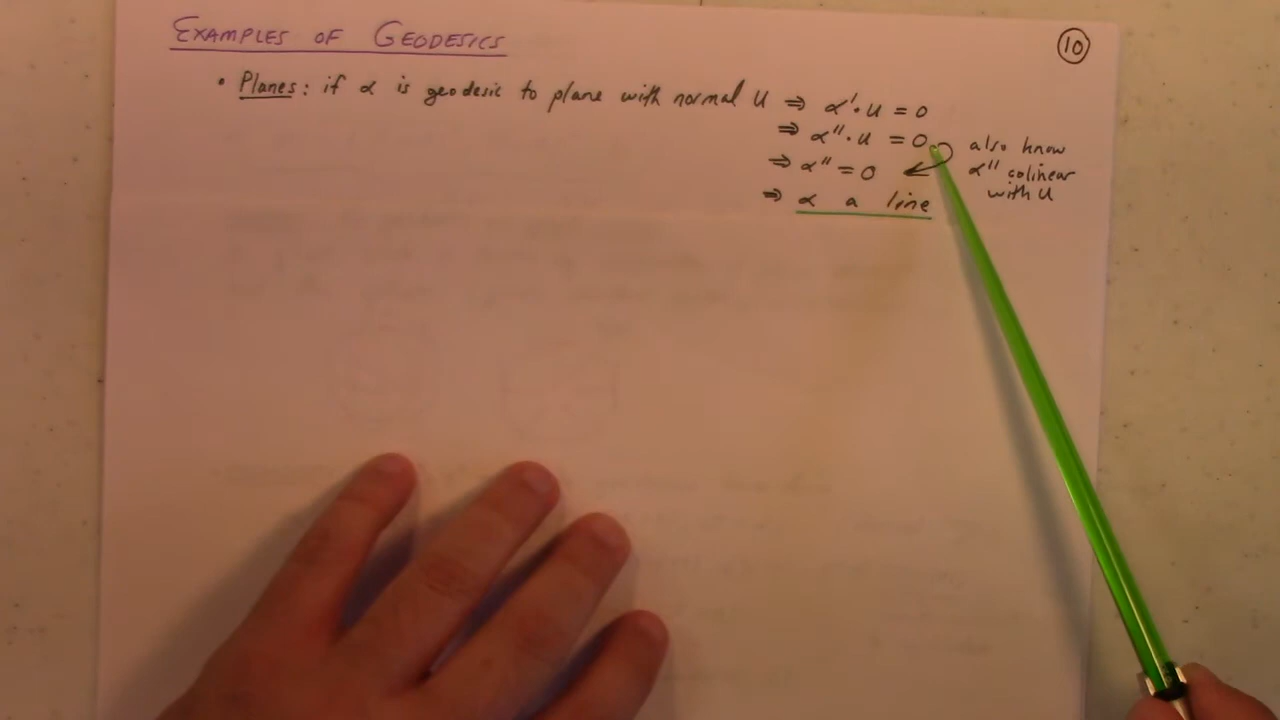 EXAMPLES OF GEODESICS
10
• Planes: if α is geodesic to plane with normal U ⇒ α'·U = 0
⇒ α''·U = 0
⇒ α'' = 0
⇒ α a line
also know
α'' colinear
with U